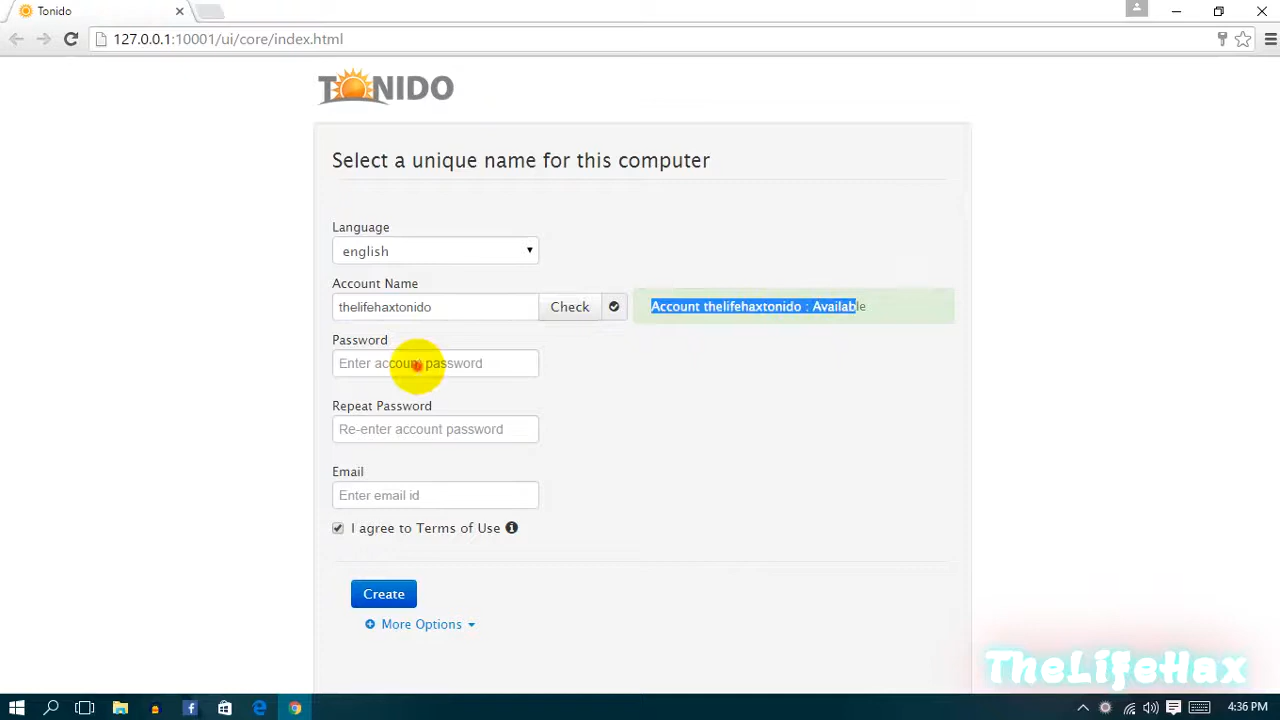 Tonido
127.0.0.1:10001/ui/core/index.html
TONIDO
Select a unique name for this computer
Language
english
Account Name
thelifehaxtonido
Check
Account thelifehaxtonido : Available
Password
Enter account password
Repeat Password
Re-enter account password
Email
Enter email id
I agree to Terms of Use
Create
More Options
TheLifeHax
4:36 PM